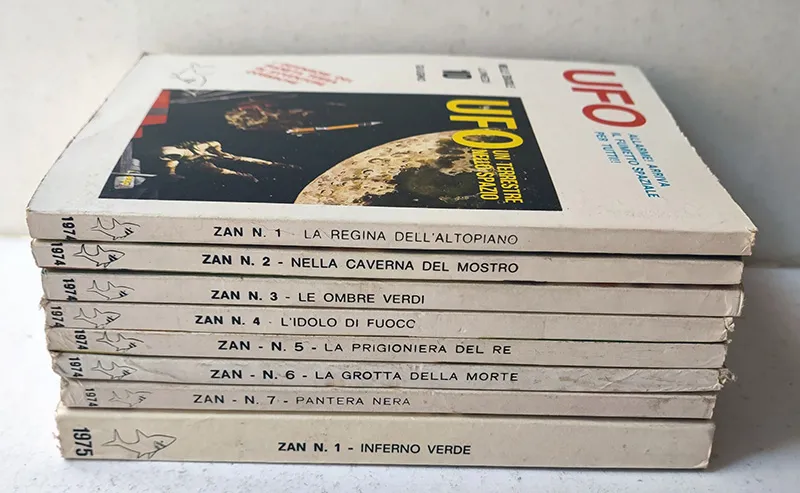 UFO
ALLARME! ARRIVA
IL FUMETTO SPAZIALE
PER TUTTI!
10
UFO
UN TERRESTRE
NELLO SPAZIO
1974 ZAN N. 1 - LA REGINA DELL'ALTOPIANO
1974 ZAN N. 2 - NELLA CAVERNA DEL MOSTRO
1974 ZAN N. 3 - LE OMBRE VERDI
1974 ZAN N. 4 - L'IDOLO DI FUOCO
1974 ZAN - N. 5 - LA PRIGIONIERA DEL RE
1974 ZAN - N. 6 - LA GROTTA DELLA MORTE
1974 ZAN - N. 7 - PANTERA NERA
1975 ZAN N. 1 - INFERNO VERDE